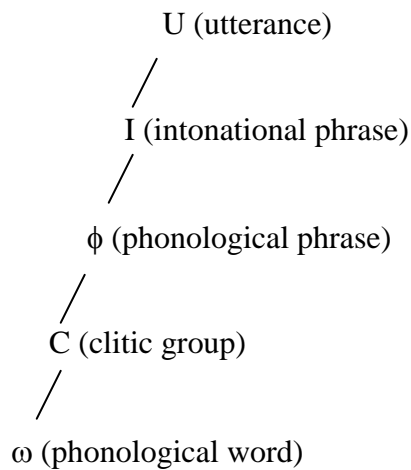 U (utterance)
I (intonational phrase)
ϕ (phonological phrase)
C (clitic group)
ω (phonological word)